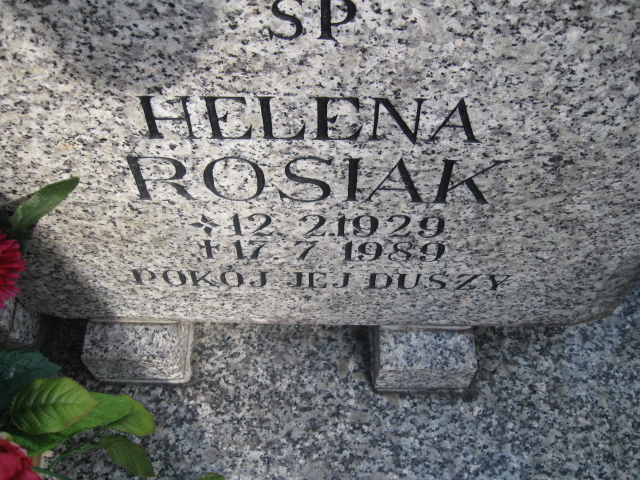 SP
HELENA
ROSIAK
✧ 12 2.1929
✝ 17 7 1989
POKÓJ JEJ DUSZY